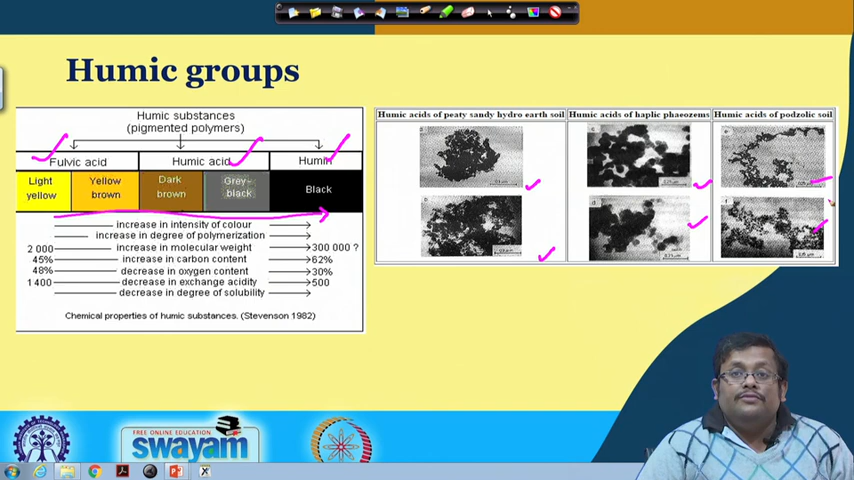 Humic groups
Humic substances
(pigmented polymers)
Fulvic acid Humic acid Humin
Light yellow Yellow brown Dark brown Grey-black Black
increase in intensity of colour
increase in degree of polymerization
2 000 increase in molecular weight 300 000 ?
45% increase in carbon content 62%
48% decrease in oxygen content 30%
1 400 decrease in exchange acidity 500
decrease in degree of solubility
Chemical properties of humic substances. (Stevenson 1982)
Humic acids of peaty sandy hydro earth soil Humic acids of haplic phaeozems Humic acids of podzolic soil
FREE ONLINE EDUCATION
swayam